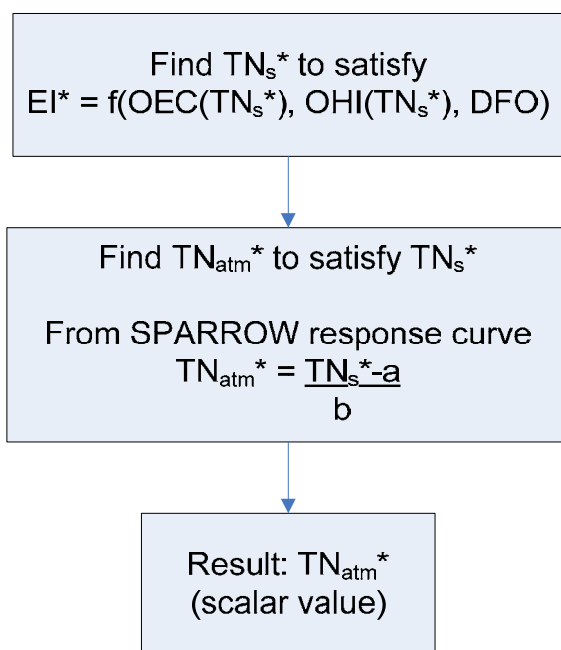 Find TNs* to satisfy
EI* = f(OEC(TNs*), OHI(TNs*), DFO)
Find TNatm* to satisfy TNs*
From SPARROW response curve
TNatm* = TNs*-a
b
Result: TNatm*
(scalar value)